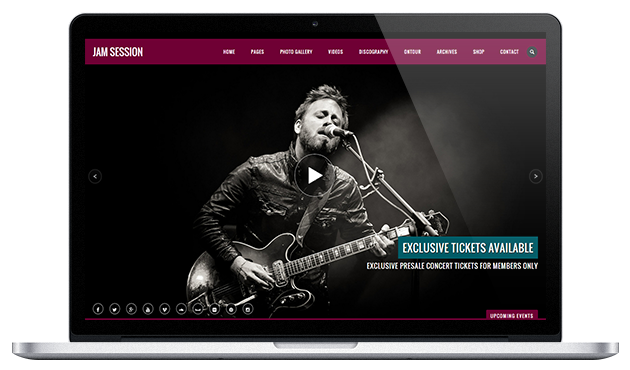 JAM SESSION
HOME PAGES PHOTO GALLERY VIDEOS DISCOGRAPHY ONTOUR ARCHIVES SHOP CONTACT
EXCLUSIVE TICKETS AVAILABLE
EXCLUSIVE PRESALE CONCERT TICKETS FOR MEMBERS ONLY
UPCOMING EVENTS